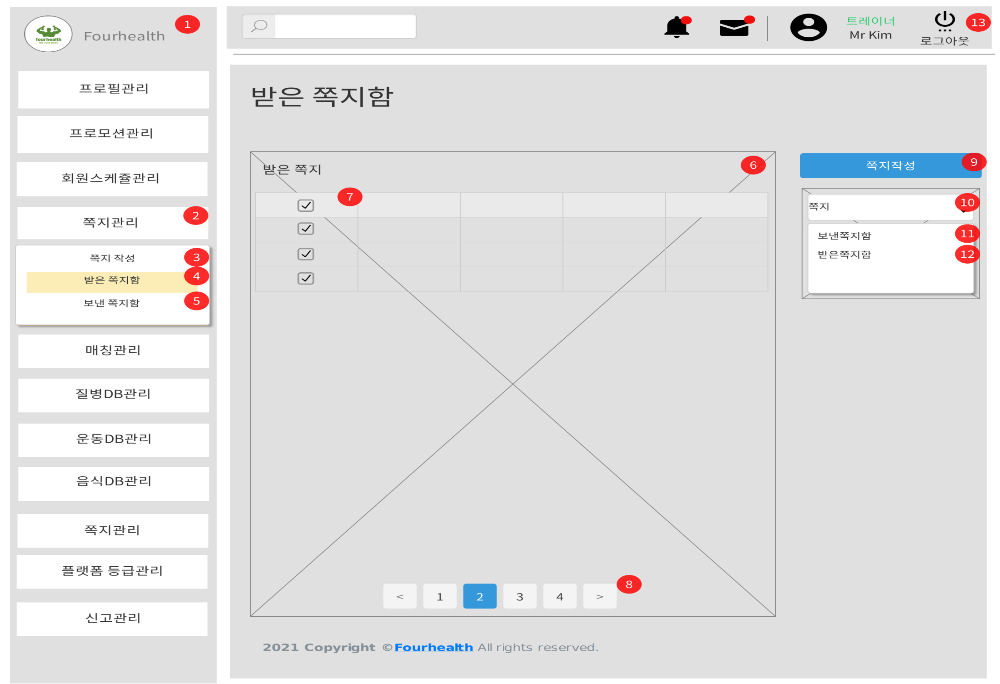 fourhealth
for your body
Fourhealth
1
프로필관리
프로모션관리
회원스케쥴관리
쪽지관리
2
쪽지 작성
3
받은 쪽지함
4
보낸 쪽지함
5
매칭관리
질병DB관리
운동DB관리
음식DB관리
쪽지관리
플랫폼 등급관리
신고관리
트레이너
Mr Kim
로그아웃
13
받은 쪽지함
받은 쪽지
6
7
< 1 2 3 4 >
8
쪽지작성
9
쪽지
10
보낸쪽지함
11
받은쪽지함
12
2021 Copyright ©Fourhealth All rights reserved.